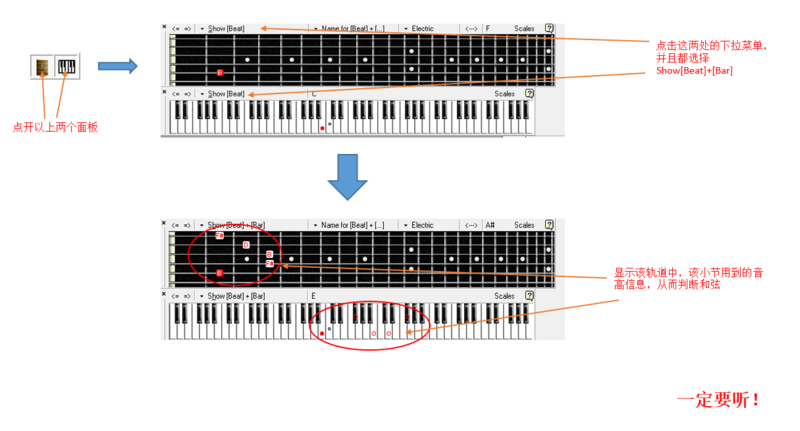 <= => Show [Beat] Name for [Beat] + [...] Electric <--> F Scales ?
B
<= => Show [Beat] C Scales ?
点击这两处的下拉菜单，
并且都选择
Show[Beat]+[Bar]
点开以上两个面板
<= => Show [Beat] + [Bar] Name for [Beat] + [...] Electric <--> A# Scales ?
F#
D
B
F#
B
<= => Show [Beat] + [Bar] E Scales ?
显示该轨道中，该小节用到的音
高信息，从而判断和弦
一定要听！